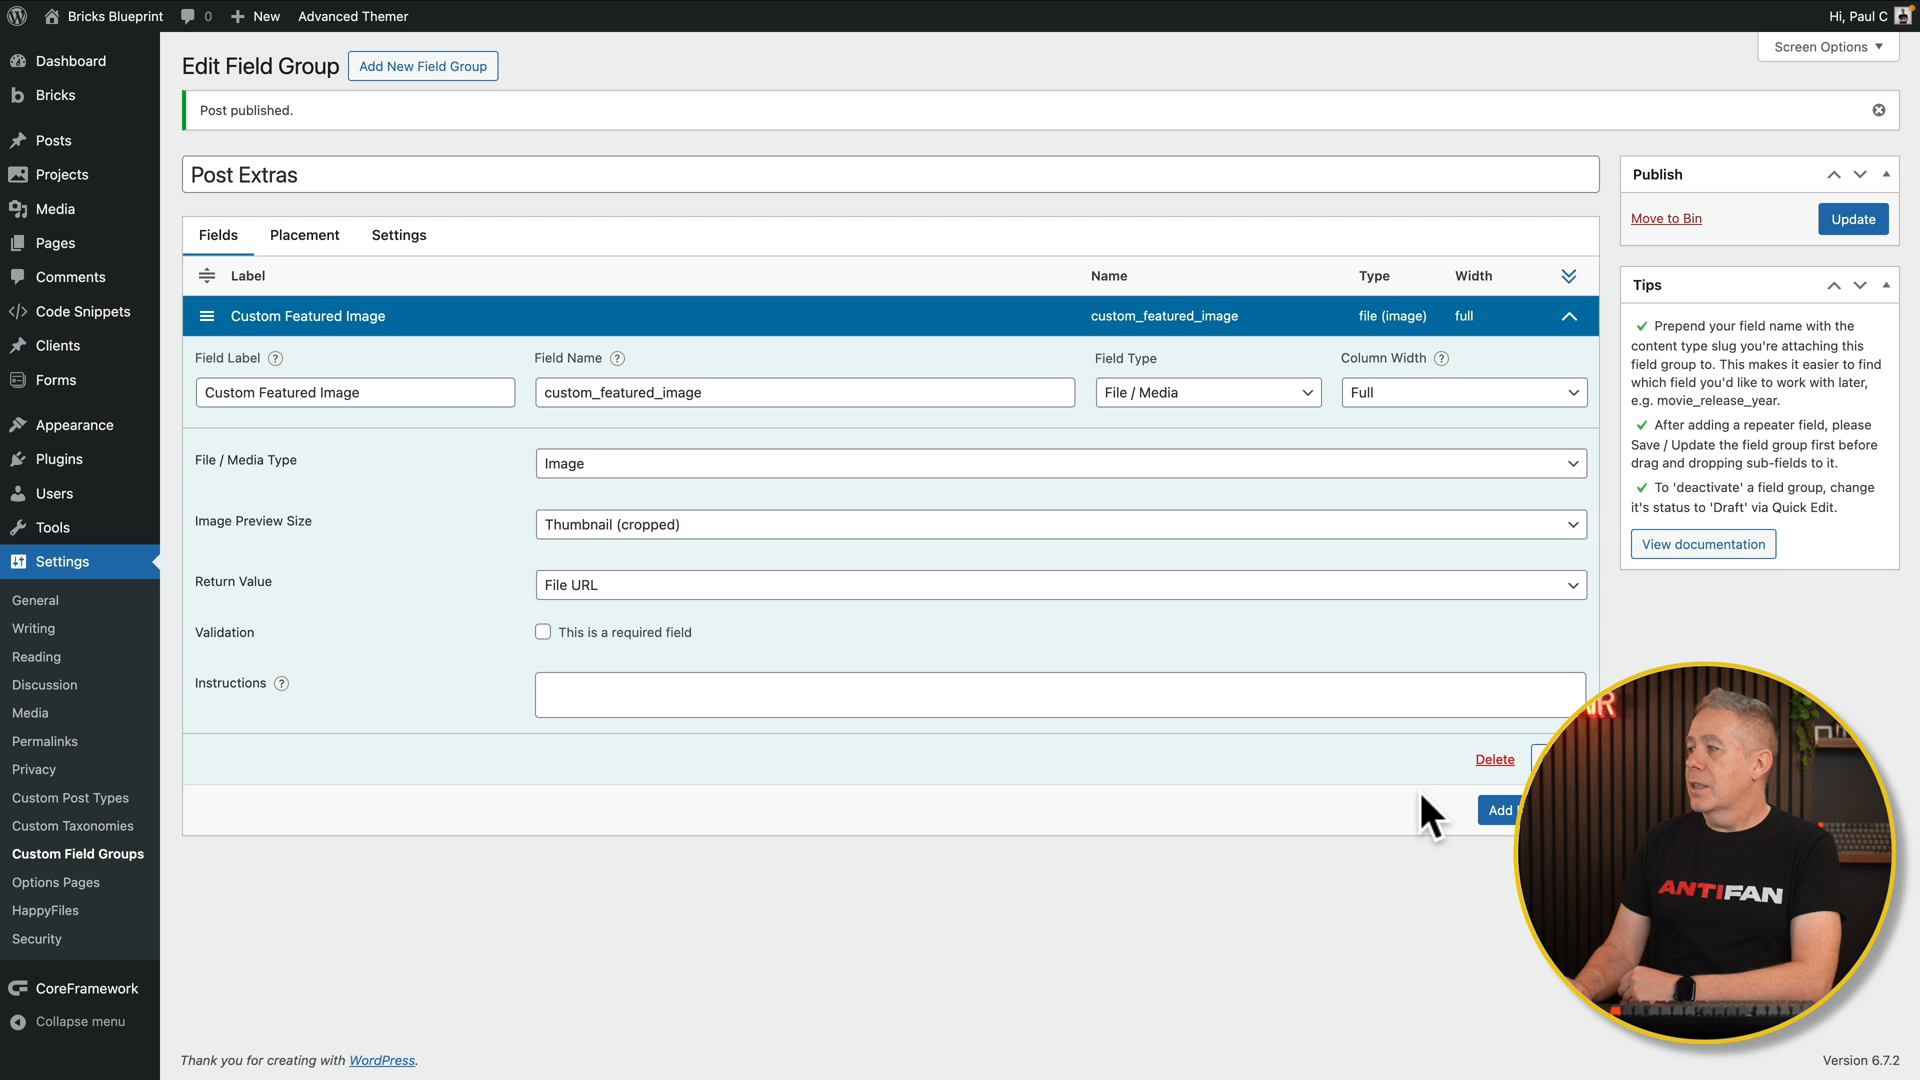 Bricks Blueprint
0
New
Advanced Themer
Hi, Paul C
Screen Options
Dashboard
Bricks
Posts
Projects
Media
Pages
Comments
Code Snippets
Clients
Forms
Appearance
Plugins
Users
Tools
Settings
General
Writing
Reading
Discussion
Media
Permalinks
Privacy
Custom Post Types
Custom Taxonomies
Custom Field Groups
Options Pages
HappyFiles
Security
CoreFramework
Collapse menu
Edit Field Group
Add New Field Group
Post published.
Post Extras
Fields
Placement
Settings
Label
Name
Type
Width
Custom Featured Image
custom_featured_image
file (image)
full
Field Label
Field Name
Field Type
Column Width
Custom Featured Image
custom_featured_image
File / Media
Full
File / Media Type
Image
Image Preview Size
Thumbnail (cropped)
Return Value
File URL
Validation
This is a required field
Instructions
Delete
Add
Publish
Move to Bin
Update
Tips
Prepend your field name with the
content type slug you're attaching this
field group to. This makes it easier to find
which field you'd like to work with later,
e.g. movie_release_year.
After adding a repeater field, please
Save / Update the field group first before
drag and dropping sub-fields to it.
To 'deactivate' a field group, change
it's status to 'Draft' via Quick Edit.
View documentation
ANTIFAN
Thank you for creating with WordPress.
Version 6.7.2